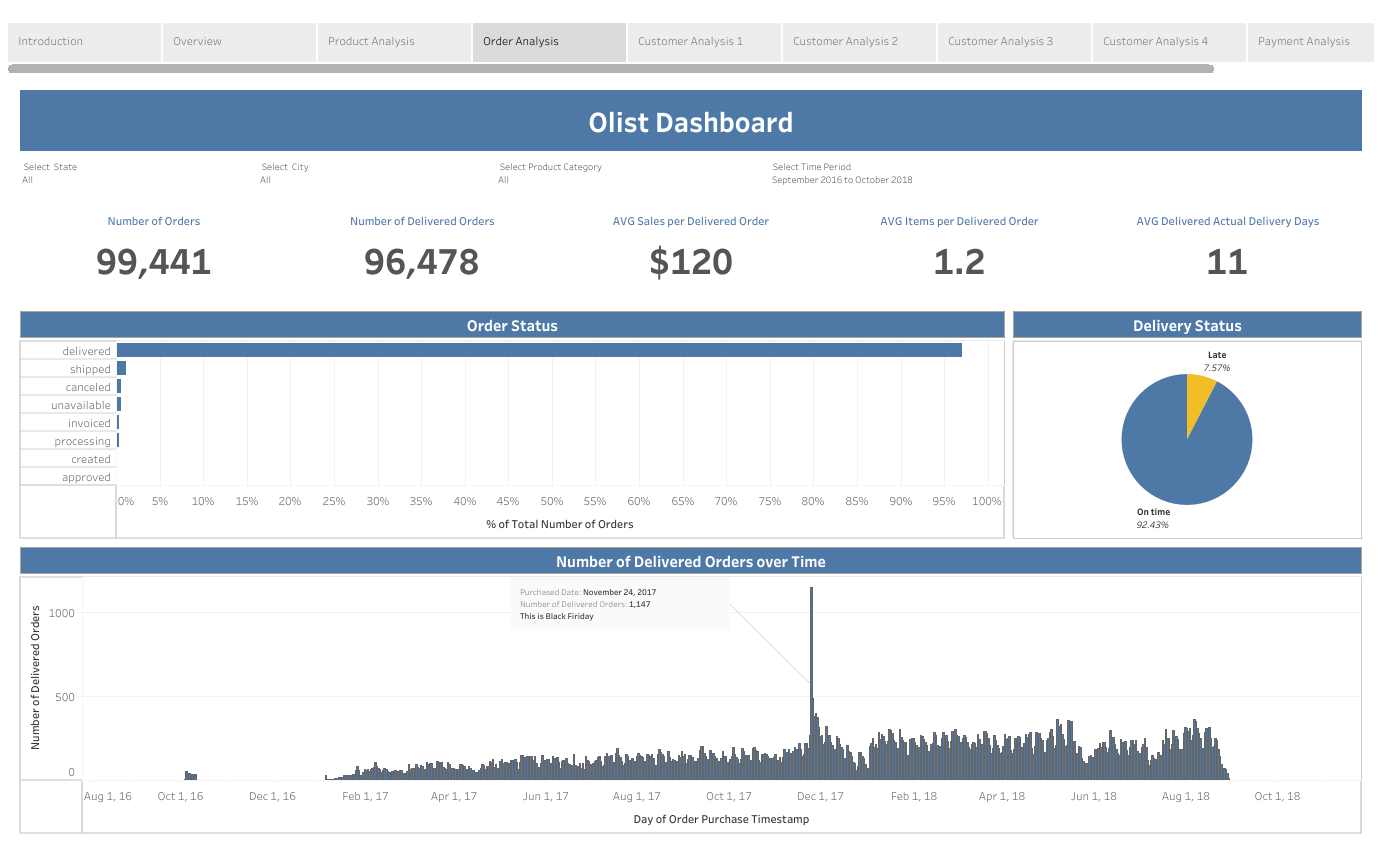 Introduction
Overview
Product Analysis
Order Analysis
Customer Analysis 1
Customer Analysis 2
Customer Analysis 3
Customer Analysis 4
Payment Analysis
Olist Dashboard
Select State
All
Select City
All
Select Product Category
All
Select Time Period
September 2016 to October 2018
Number of Orders
99,441
Number of Delivered Orders
96,478
AVG Sales per Delivered Order
$120
AVG Items per Delivered Order
1.2
AVG Delivered Actual Delivery Days
11
Order Status
delivered
shipped
canceled
unavailable
invoiced
processing
created
approved
0% 5% 10% 15% 20% 25% 30% 35% 40% 45% 50% 55% 60% 65% 70% 75% 80% 85% 90% 95% 100%
% of Total Number of Orders
Delivery Status
Late
7.57%
On time
92.43%
Number of Delivered Orders over Time
Number of Delivered Orders
1000
500
0
Purchased Date: November 24, 2017
Number of Delivered Orders: 1,147
This is Black Firiday
Aug 1, 16 Oct 1, 16 Dec 1, 16 Feb 1, 17 Apr 1, 17 Jun 1, 17 Aug 1, 17 Oct 1, 17 Dec 1, 17 Feb 1, 18 Apr 1, 18 Jun 1, 18 Aug 1, 18 Oct 1, 18
Day of Order Purchase Timestamp